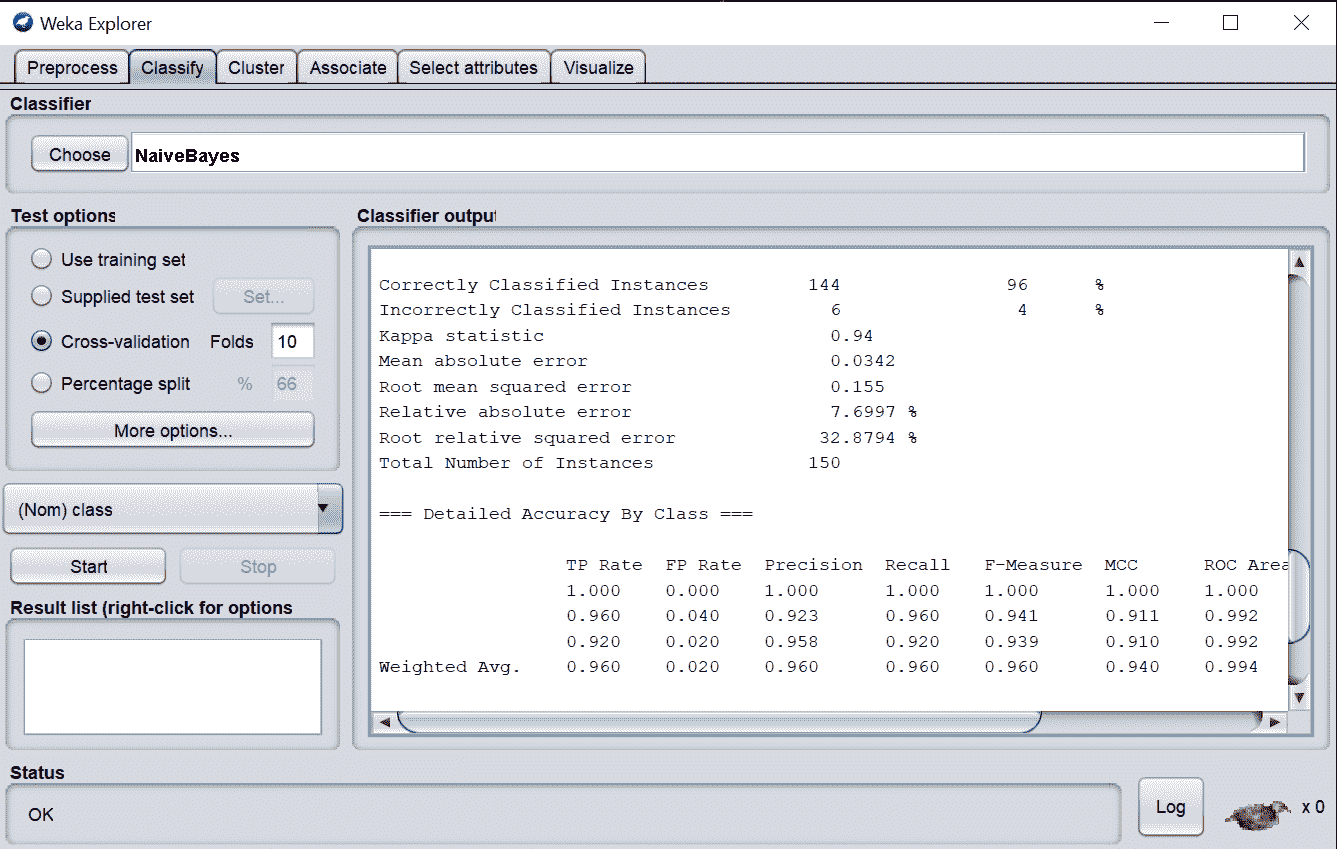 Weka Explorer
Preprocess Classify Cluster Associate Select attributes Visualize
Classifier
Choose NaiveBayes
Test options
Use training set
Supplied test set Set...
Cross-validation Folds 10
Percentage split % 66
More options...
(Nom) class
Start Stop
Result list (right-click for options
Classifier output
Correctly Classified Instances 144 96 %
Incorrectly Classified Instances 6 4 %
Kappa statistic 0.94
Mean absolute error 0.0342
Root mean squared error 0.155
Relative absolute error 7.6997 %
Root relative squared error 32.8794 %
Total Number of Instances 150
=== Detailed Accuracy By Class ===
TP Rate FP Rate Precision Recall F-Measure MCC ROC Area
1.000 0.000 1.000 1.000 1.000 1.000 1.000
0.960 0.040 0.923 0.960 0.941 0.911 0.992
0.920 0.020 0.958 0.920 0.939 0.910 0.992
Weighted Avg. 0.960 0.020 0.960 0.960 0.960 0.940 0.994
Status
OK
Log x 0